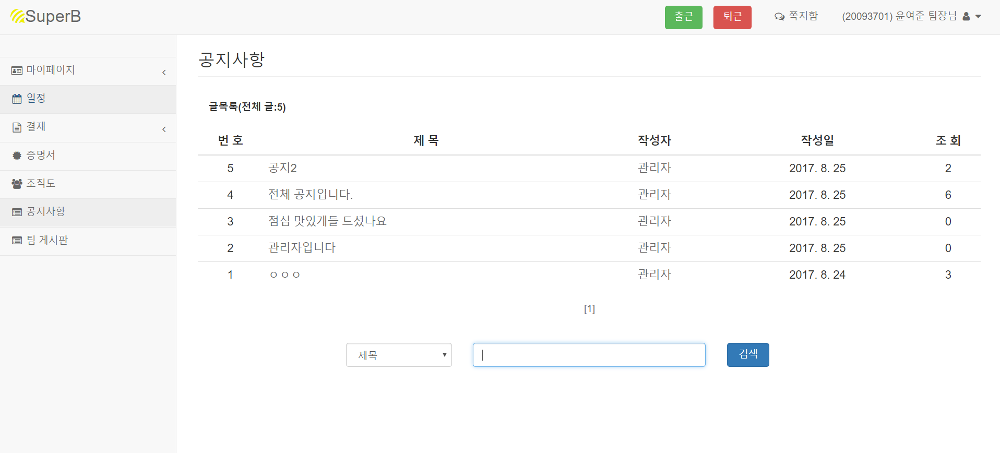 SuperB 출근 퇴근 쪽지함 (20093701) 윤여준 팀장님
마이페이지
일정
결재
증명서
조직도
공지사항
팀 게시판
공지사항
글목록(전체 글:5)
번 호 제 목 작성자 작성일 조 회
5 공지2 관리자 2017. 8. 25 2
4 전체 공지입니다. 관리자 2017. 8. 25 6
3 점심 맛있게들 드셨나요 관리자 2017. 8. 25 0
2 관리자입니다 관리자 2017. 8. 25 0
1 ㅇㅇㅇ 관리자 2017. 8. 24 3
[1]
제목 검색